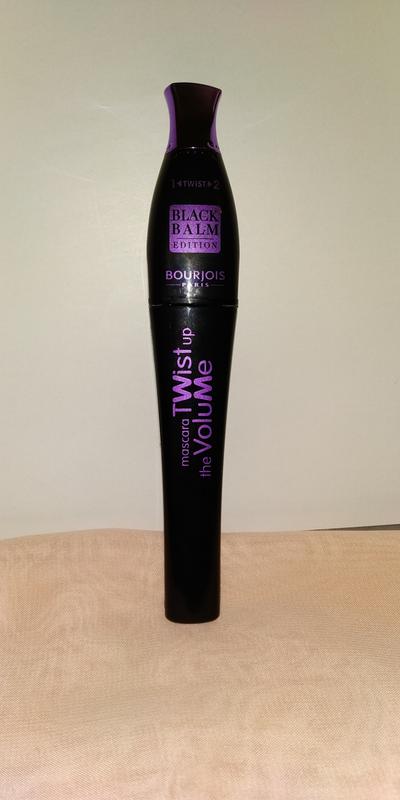 1 ◀TWIST▶ 2
BLACK
BALM
EDITION
BOURJOIS
PARIS
mascara TWist up
the VoluMe